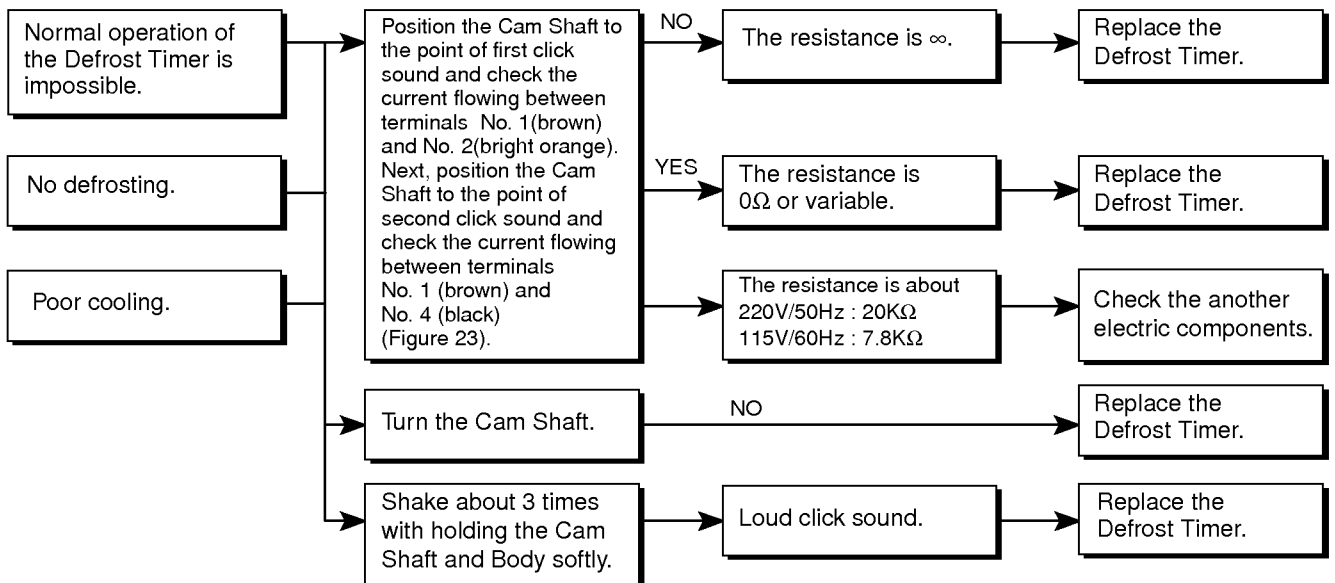 Normal operation of
the Defrost Timer is
impossible.
No defrosting.
Poor cooling.
Position the Cam Shaft to
the point of first click
sound and check the
current flowing between
terminals No. 1(brown)
and No. 2(bright orange).
Next, position the Cam
Shaft to the point of
second click sound and
check the current flowing
between terminals
No. 1 (brown) and
No. 4 (black)
(Figure 23).
NO
The resistance is ∞.
Replace the
Defrost Timer.
YES
The resistance is
0Ω or variable.
Replace the
Defrost Timer.
The resistance is about
220V/50Hz : 20KΩ
115V/60Hz : 7.8KΩ
Check the another
electric components.
Turn the Cam Shaft.
NO
Replace the
Defrost Timer.
Shake about 3 times
with holding the Cam
Shaft and Body softly.
Loud click sound.
Replace the
Defrost Timer.